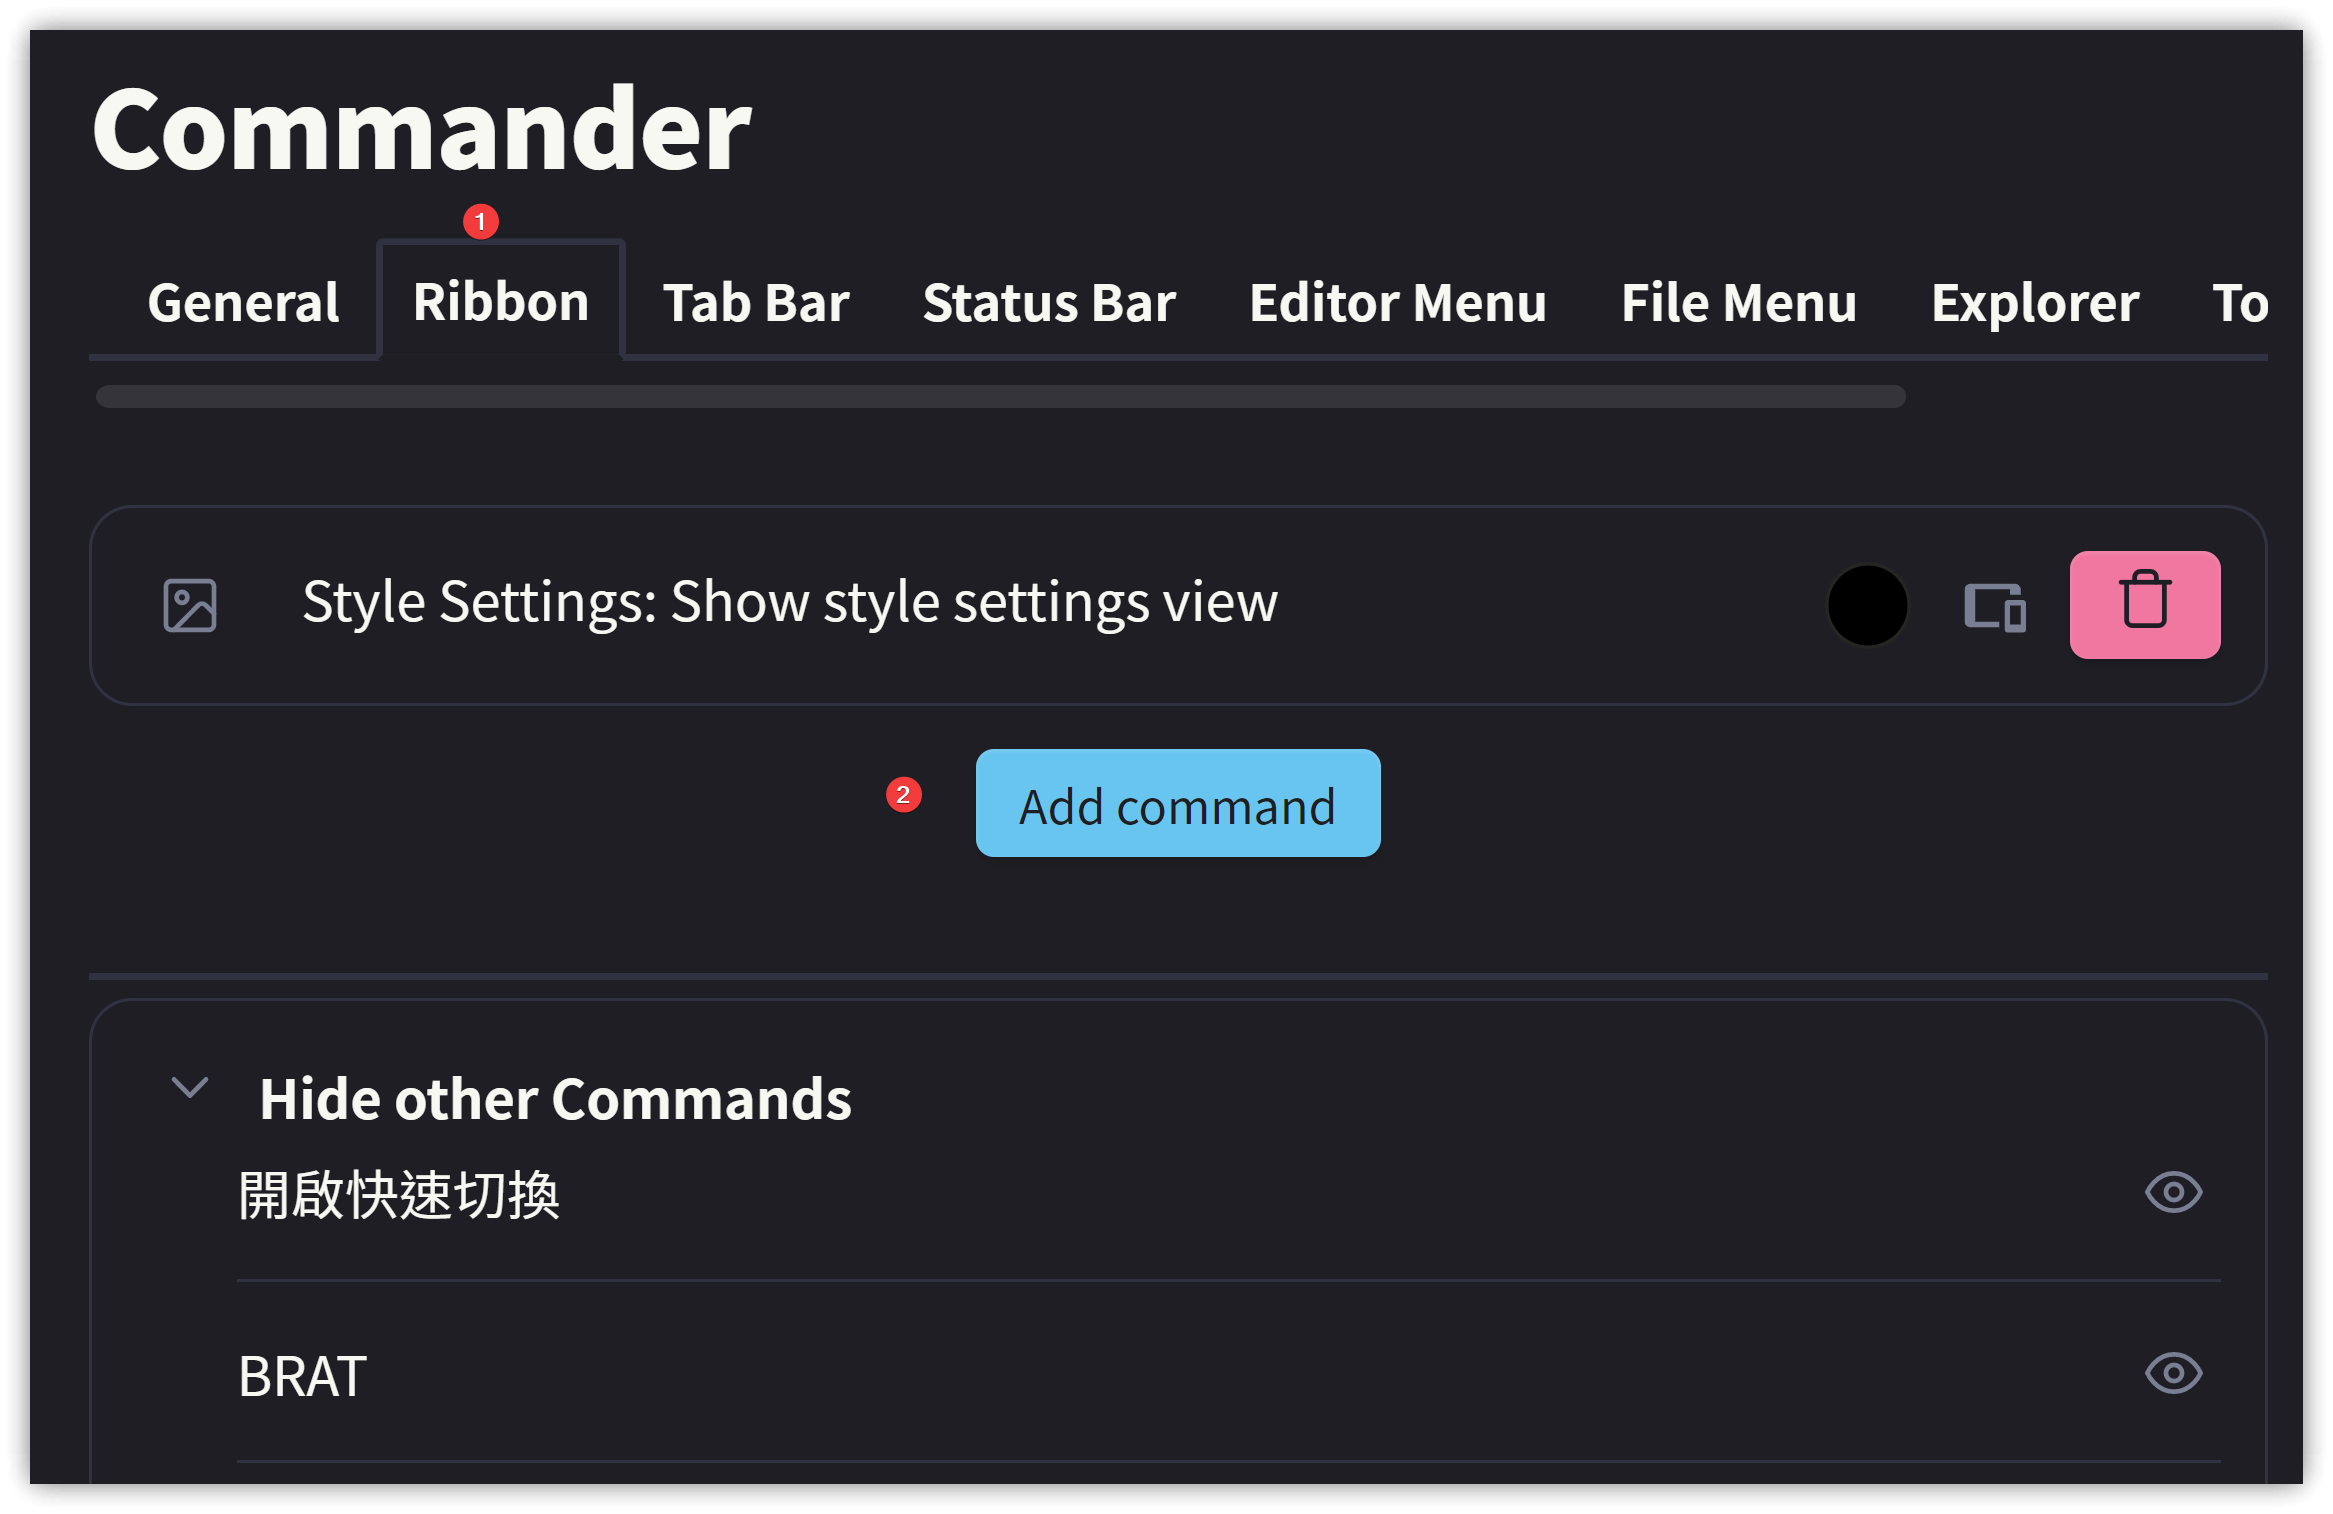 Commander
1
General Ribbon Tab Bar Status Bar Editor Menu File Menu Explorer To
Style Settings: Show style settings view
2 Add command
Hide other Commands
開啟快速切換
BRAT